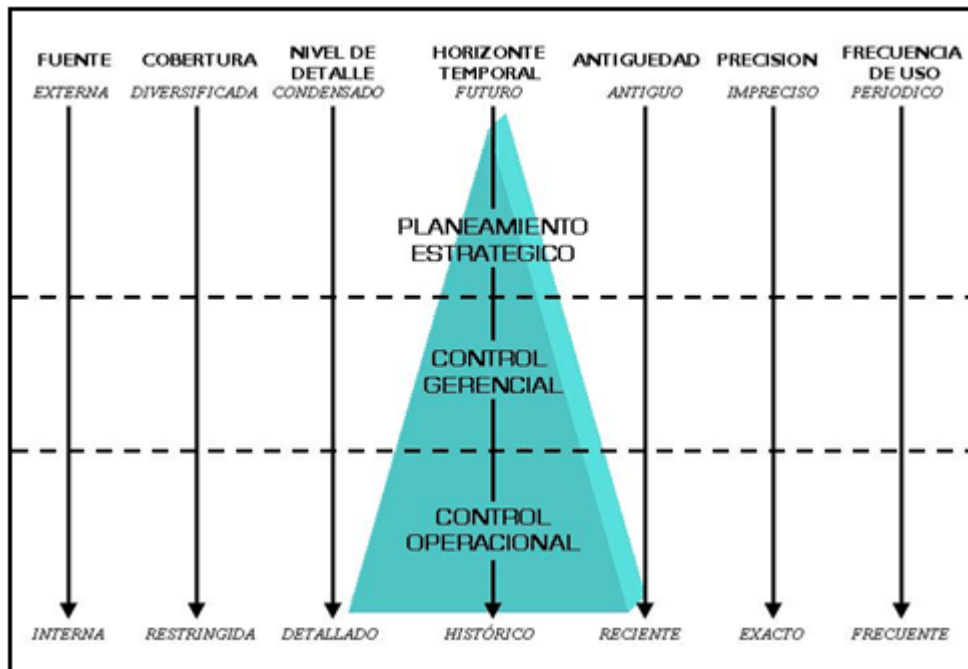 FUENTE
EXTERNA
COBERTURA
DIVERSIFICADA
NIVEL DE
DETALLE
CONDENSADO
HORIZONTE
TEMPORAL
FUTURO
ANTIGUEDAD
ANTIGUO
PRECISION
IMPRECISO
FRECUENCIA
DE USO
PERIODICO
PLANEAMIENTO
ESTRATEGICO
CONTROL
GERENCIAL
CONTROL
OPERACIONAL
INTERNA
RESTRINGIDA
DETALLADO
HISTÓRICO
RECIENTE
EXACTO
FRECUENTE